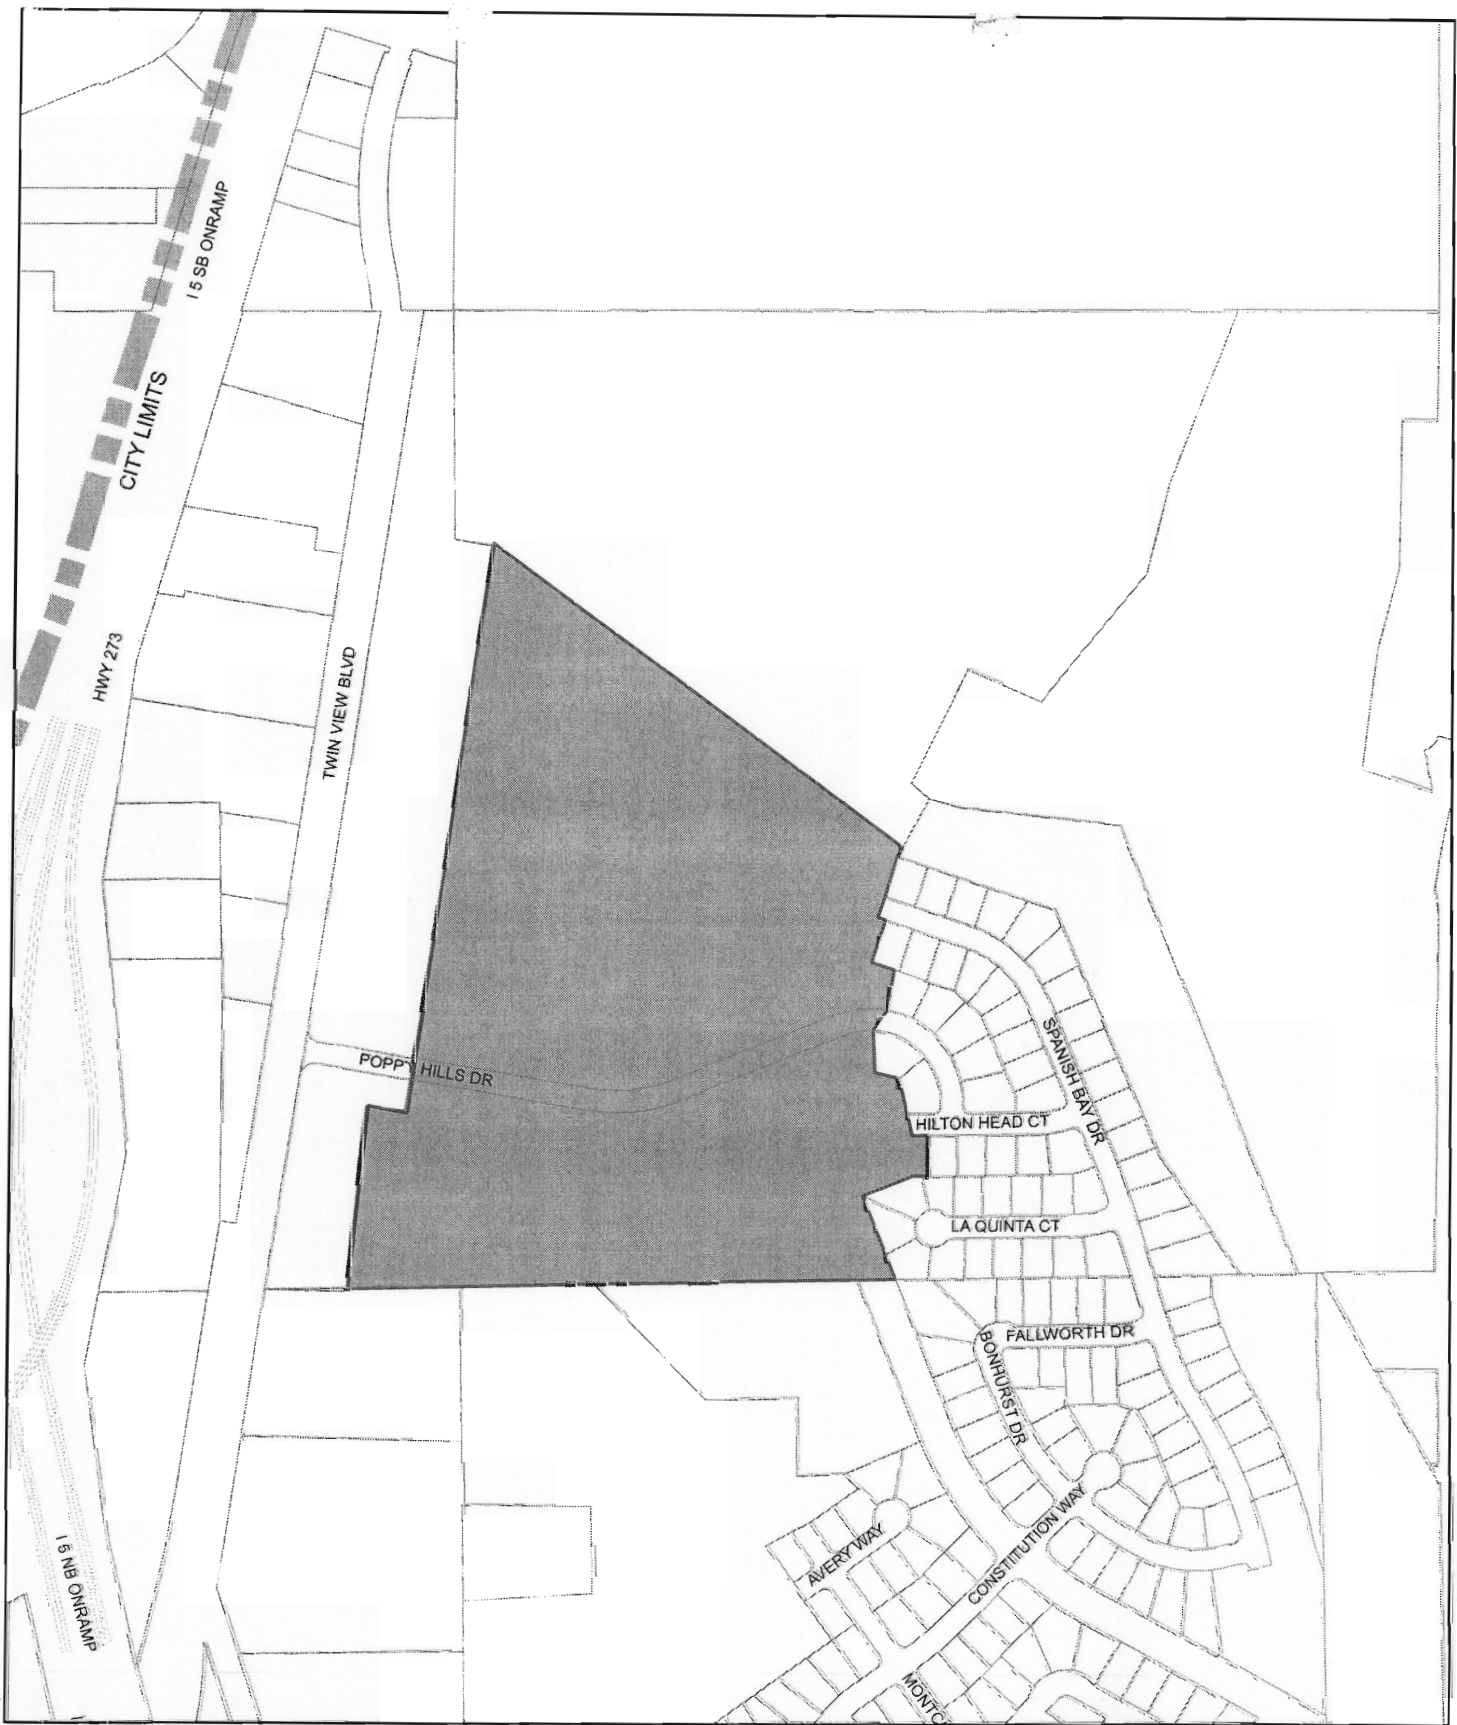 I 5 SB ONRAMP
CITY LIMITS
HWY 273
TWIN VIEW BLVD
POPPY HILLS DR
SPANISH BAY DR
HILTON HEAD CT
LA QUINTA CT
FALLWORTH DR
BONHURST DR
CONSTITUTION WAY
AVERY WAY
I 5 NB ONRAMP